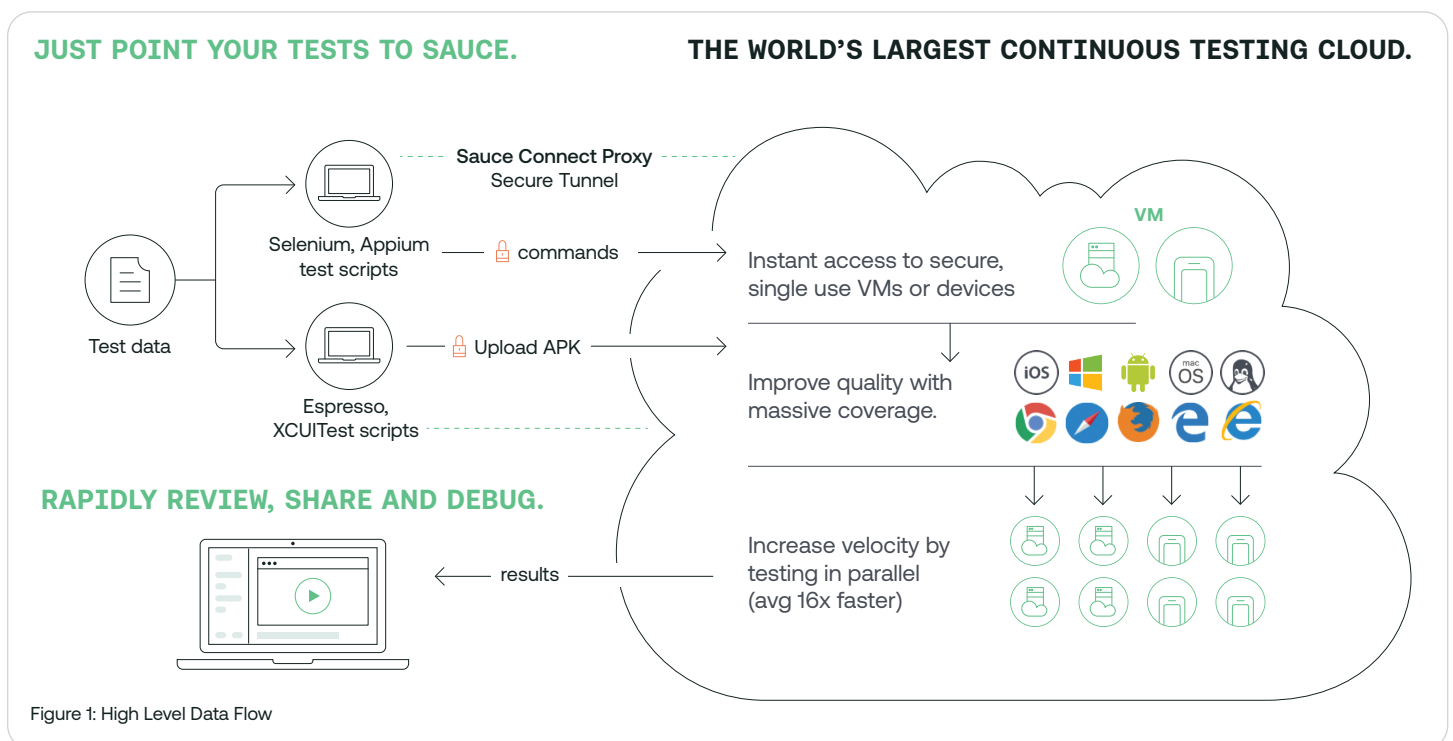 JUST POINT YOUR TESTS TO SAUCE.
THE WORLD’S LARGEST CONTINUOUS TESTING CLOUD.
Sauce Connect Proxy
Secure Tunnel
Selenium, Appium
test scripts
commands
Test data
Upload APK
Espresso,
XCUITest scripts
VM
Instant access to secure,
single use VMs or devices
Improve quality with
massive coverage.
iOS
mac
OS
Increase velocity by
testing in parallel
(avg 16x faster)
RAPIDLY REVIEW, SHARE AND DEBUG.
results
Figure 1: High Level Data Flow